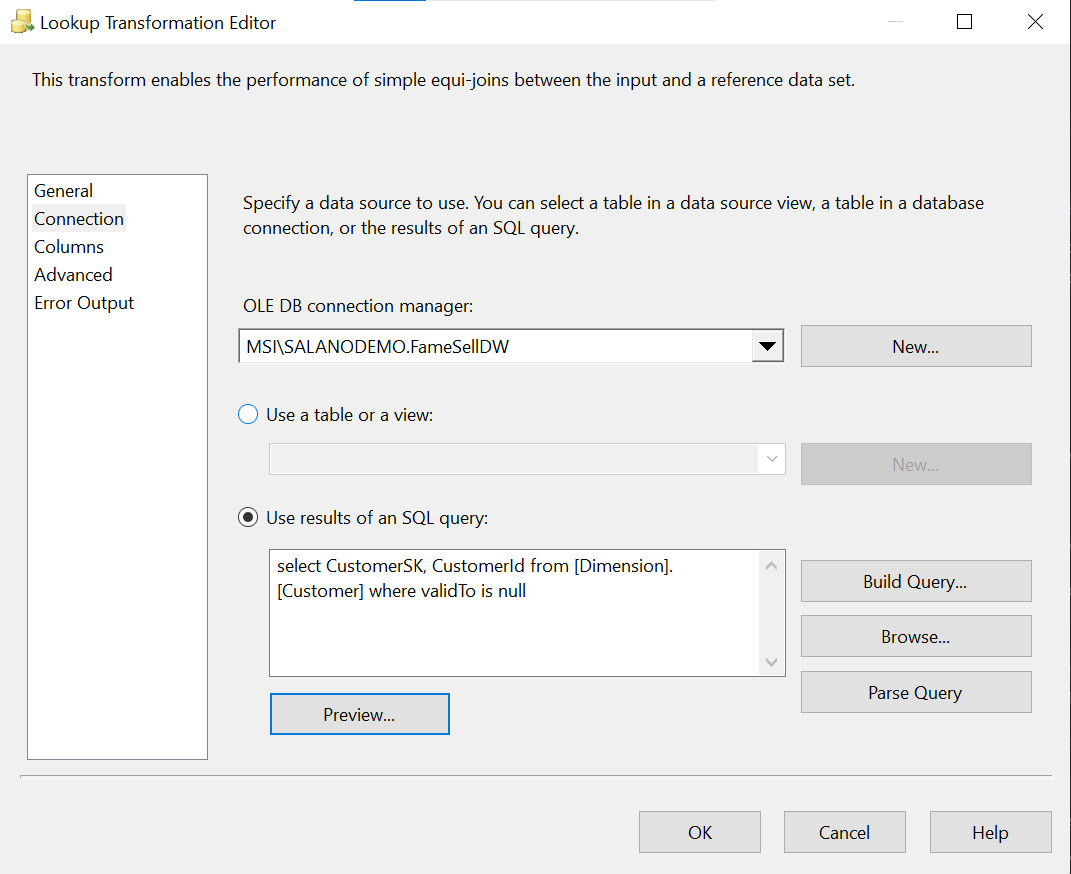 Lookup Transformation Editor
This transform enables the performance of simple equi-joins between the input and a reference data set.
General
Connection
Columns
Advanced
Error Output
Specify a data source to use. You can select a table in a data source view, a table in a database
connection, or the results of an SQL query.
OLE DB connection manager:
MSI\SALANODEMO.FameSellDW
New...
Use a table or a view:
New...
Use results of an SQL query:
select CustomerSK, CustomerId from [Dimension].
[Customer] where validTo is null
Build Query...
Browse...
Parse Query
Preview...
OK
Cancel
Help